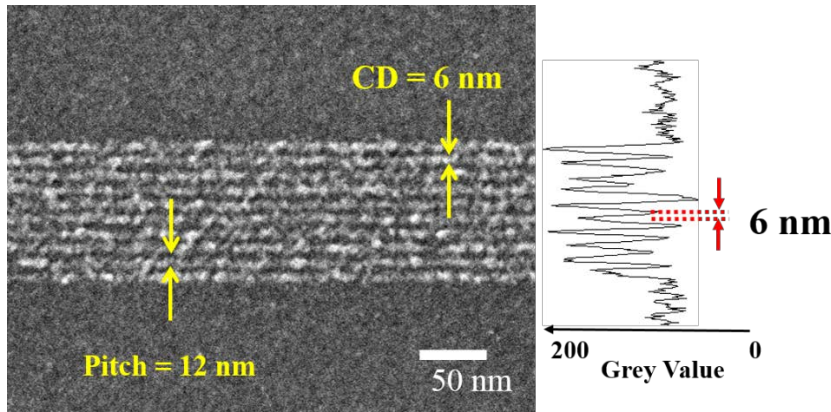 CD = 6 nm
Pitch = 12 nm
50 nm
6 nm
200
0
Grey Value